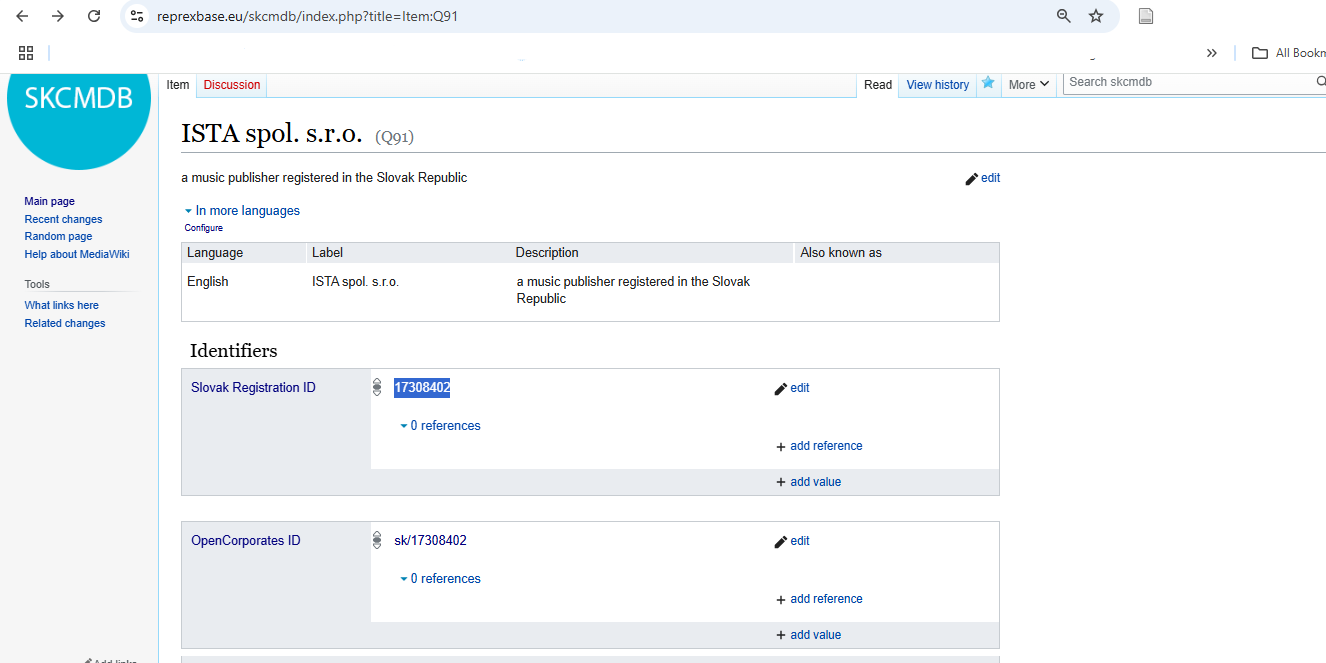 reprexbase.eu/skcmdb/index.php?title=Item:Q91
All Bookm
SKCMDB
Item Discussion Read View history More Search skcmdb
ISTA spol. s.r.o. (Q91)
a music publisher registered in the Slovak Republic edit
In more languages
Configure
Language Label Description Also known as
English ISTA spol. s.r.o. a music publisher registered in the Slovak
Republic
Main page
Recent changes
Random page
Help about MediaWiki
Tools
What links here
Related changes
Identifiers
Slovak Registration ID 17308402 edit
0 references
+ add reference
+ add value
OpenCorporates ID sk/17308402 edit
0 references
+ add reference
+ add value
Add links